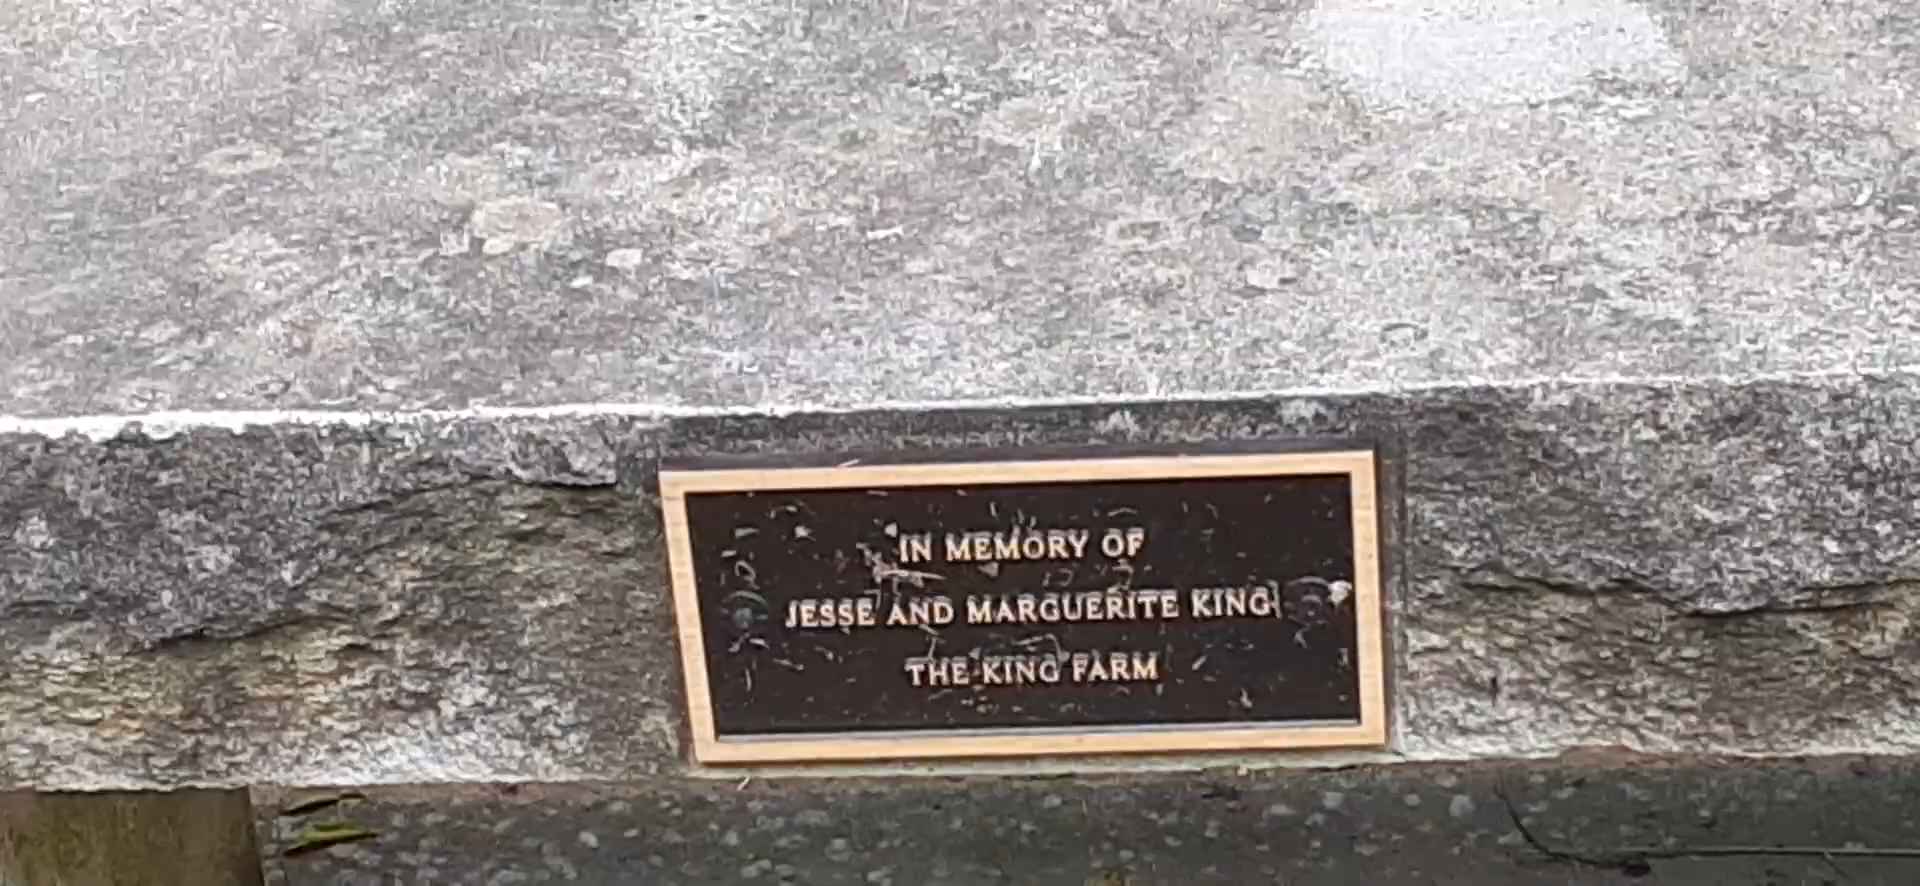 IN MEMORY OF
JESSE AND MARGUERITE KING
THE KING FARM